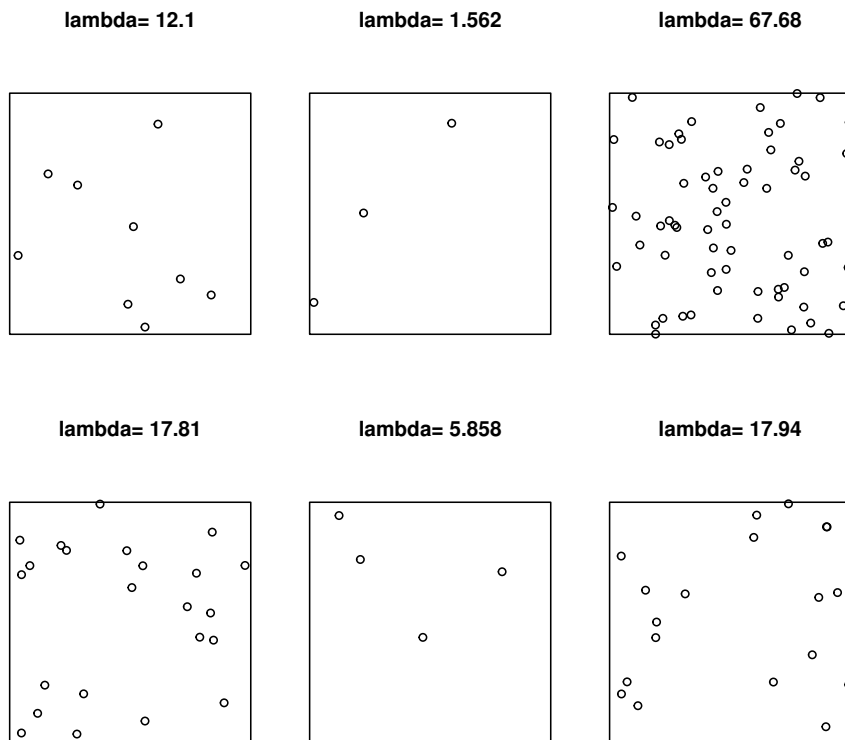 lambda= 12.1
lambda= 1.562
lambda= 67.68
lambda= 17.81
lambda= 5.858
lambda= 17.94